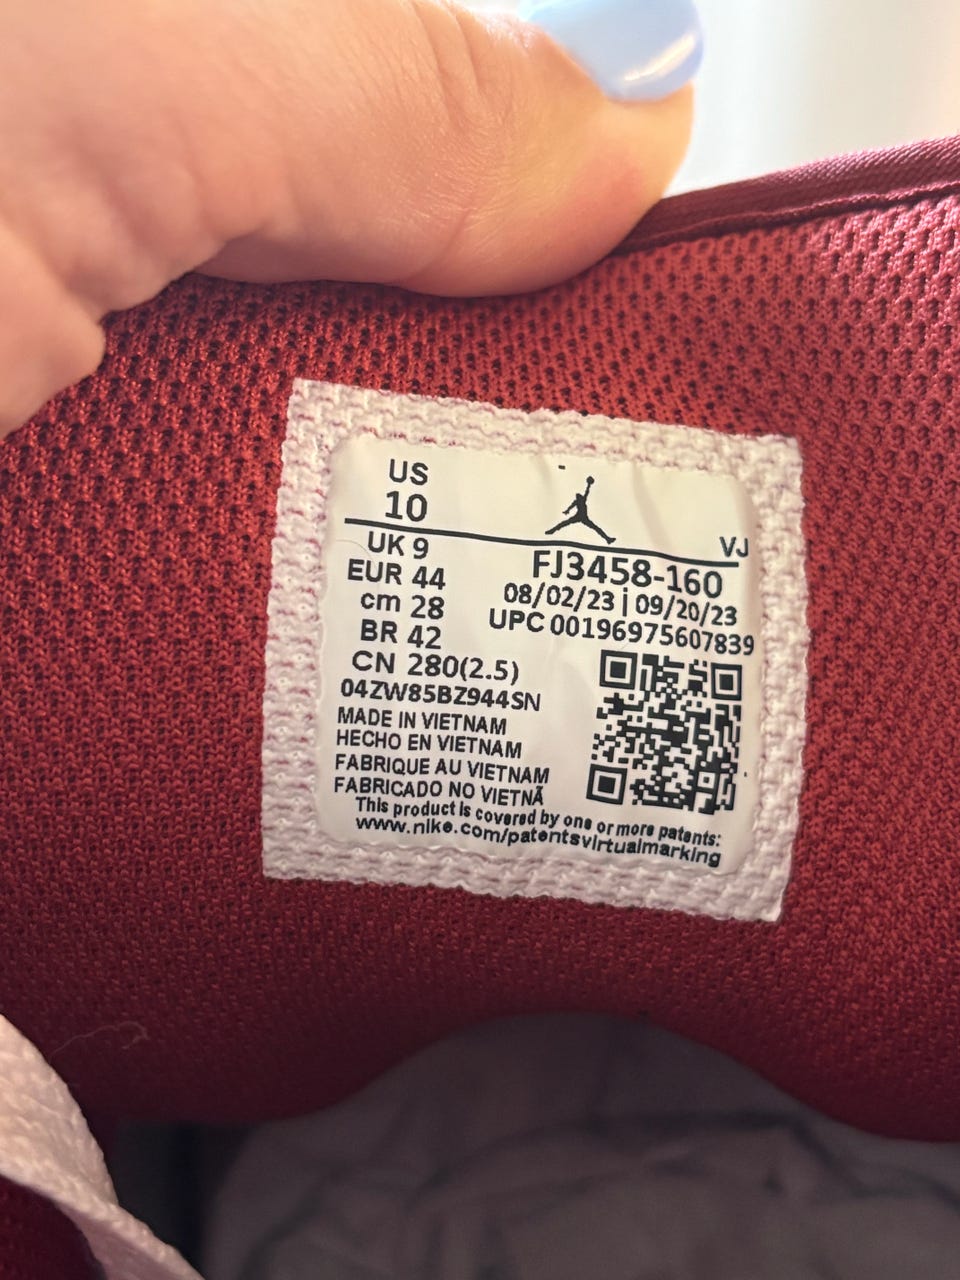 US
10
VJ
UK 9
FJ3458-160
EUR 44
08/02/23 | 09/20/23
cm 28
UPC 00196975607839
BR 42
CN 280(2.5)
04ZW85BZ944SN
MADE IN VIETNAM
HECHO EN VIETNAM
FABRIQUE AU VIETNAM
FABRICADO NO VIETNÃ
This product is covered by one or more patents:
www.nike.com/patentsvirtualmarking